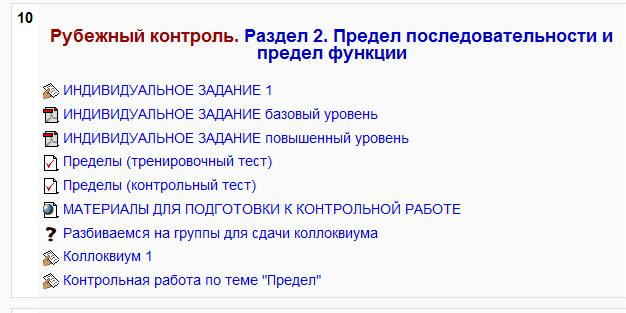 10
Рубежный контроль. Раздел 2. Предел последовательности и
предел функции
ИНДИВИДУАЛЬНОЕ ЗАДАНИЕ 1
ИНДИВИДУАЛЬНОЕ ЗАДАНИЕ базовый уровень
ИНДИВИДУАЛЬНОЕ ЗАДАНИЕ повышенный уровень
Пределы (тренировочный тест)
Пределы (контрольный тест)
МАТЕРИАЛЫ ДЛЯ ПОДГОТОВКИ К КОНТРОЛЬНОЙ РАБОТЕ
Разбиваемся на группы для сдачи коллоквиума
Коллоквиум 1
Контрольная работа по теме "Предел"